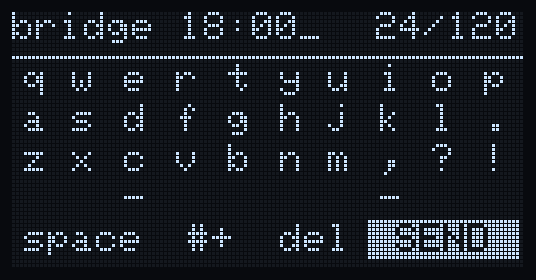 bridge 18:00_ 24/120
q w e r t y u i o p
a s d f g h j k l .
z x c v b n m , ? !
_ _
space #+ del SEND